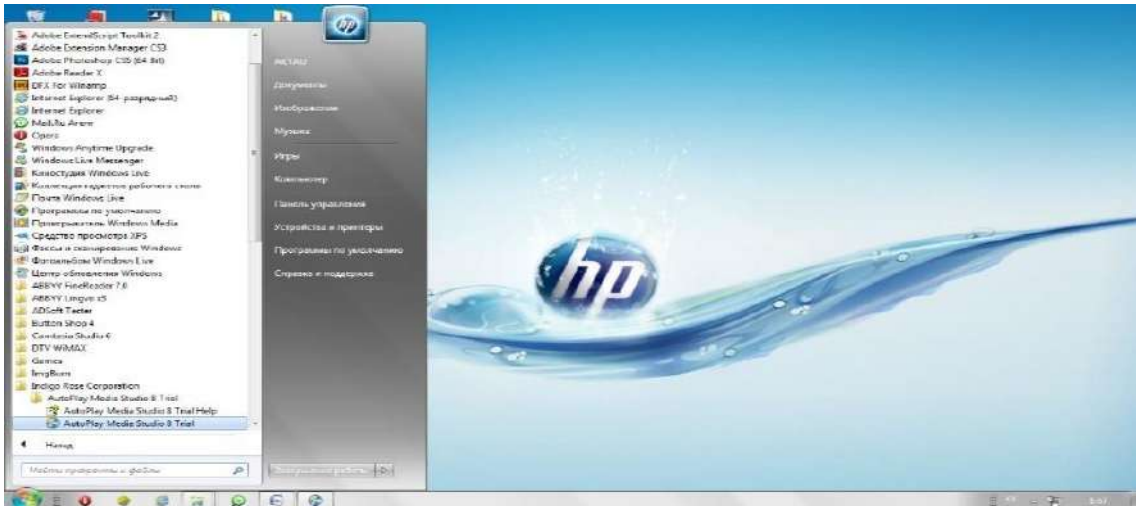 Adobe ExtendScript Toolkit 2
Adobe Extension Manager CS3
Adobe Photoshop CS5 (64 Bit)
Adobe Reader X
DFX For Winamp
Internet Explorer (64-разрядный)
Internet Explorer
Mail.Ru Агент
Opera
Windows Anytime Upgrade
Windows Live Messenger
Киностудия Windows Live
Коллекция гаджетов рабочего стола
Почта Windows Live
Программы по умолчанию
Проигрыватель Windows Media
Средство просмотра XPS
Факсы и сканирование Windows
Фотоальбом Windows Live
Центр обновления Windows
ABBYY FineReader 7.0
ABBYY Lingvo x5
ADSoft Tester
Button Shop 4
Camtasia Studio 6
DTV WiMAX
Games
ImgBurn
Indigo Rose Corporation
AutoPlay Media Studio 8 Trial
AutoPlay Media Studio 8 Trial Help
AutoPlay Media Studio 8 Trial
Назад
Найти программы и файлы
hp
AKTAU
Документы
Изображения
Музыка
Игры
Компьютер
Панель управления
Устройства и принтеры
Программы по умолчанию
Справка и поддержка
Завершение работы
hp